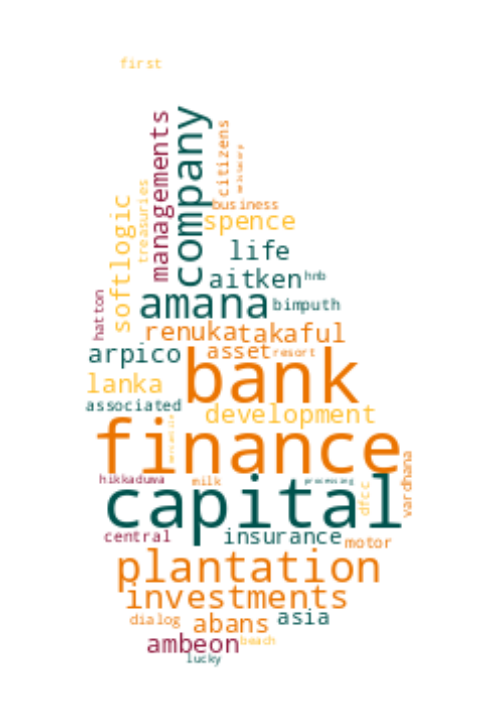 first
company
managements
citizens
treasuries
softlogic
business
spence
life
aitken
hnb
hatton
amana
bimputh
renuka
takaful
arpico
asset
resort
bank
lanka
associated
development
finance
vardhana
hikkaduwa
milk
processing
capital
dfcc
central
insurance
motor
plantation
investments
dialog
abans
asia
ambeon
beach
lucky